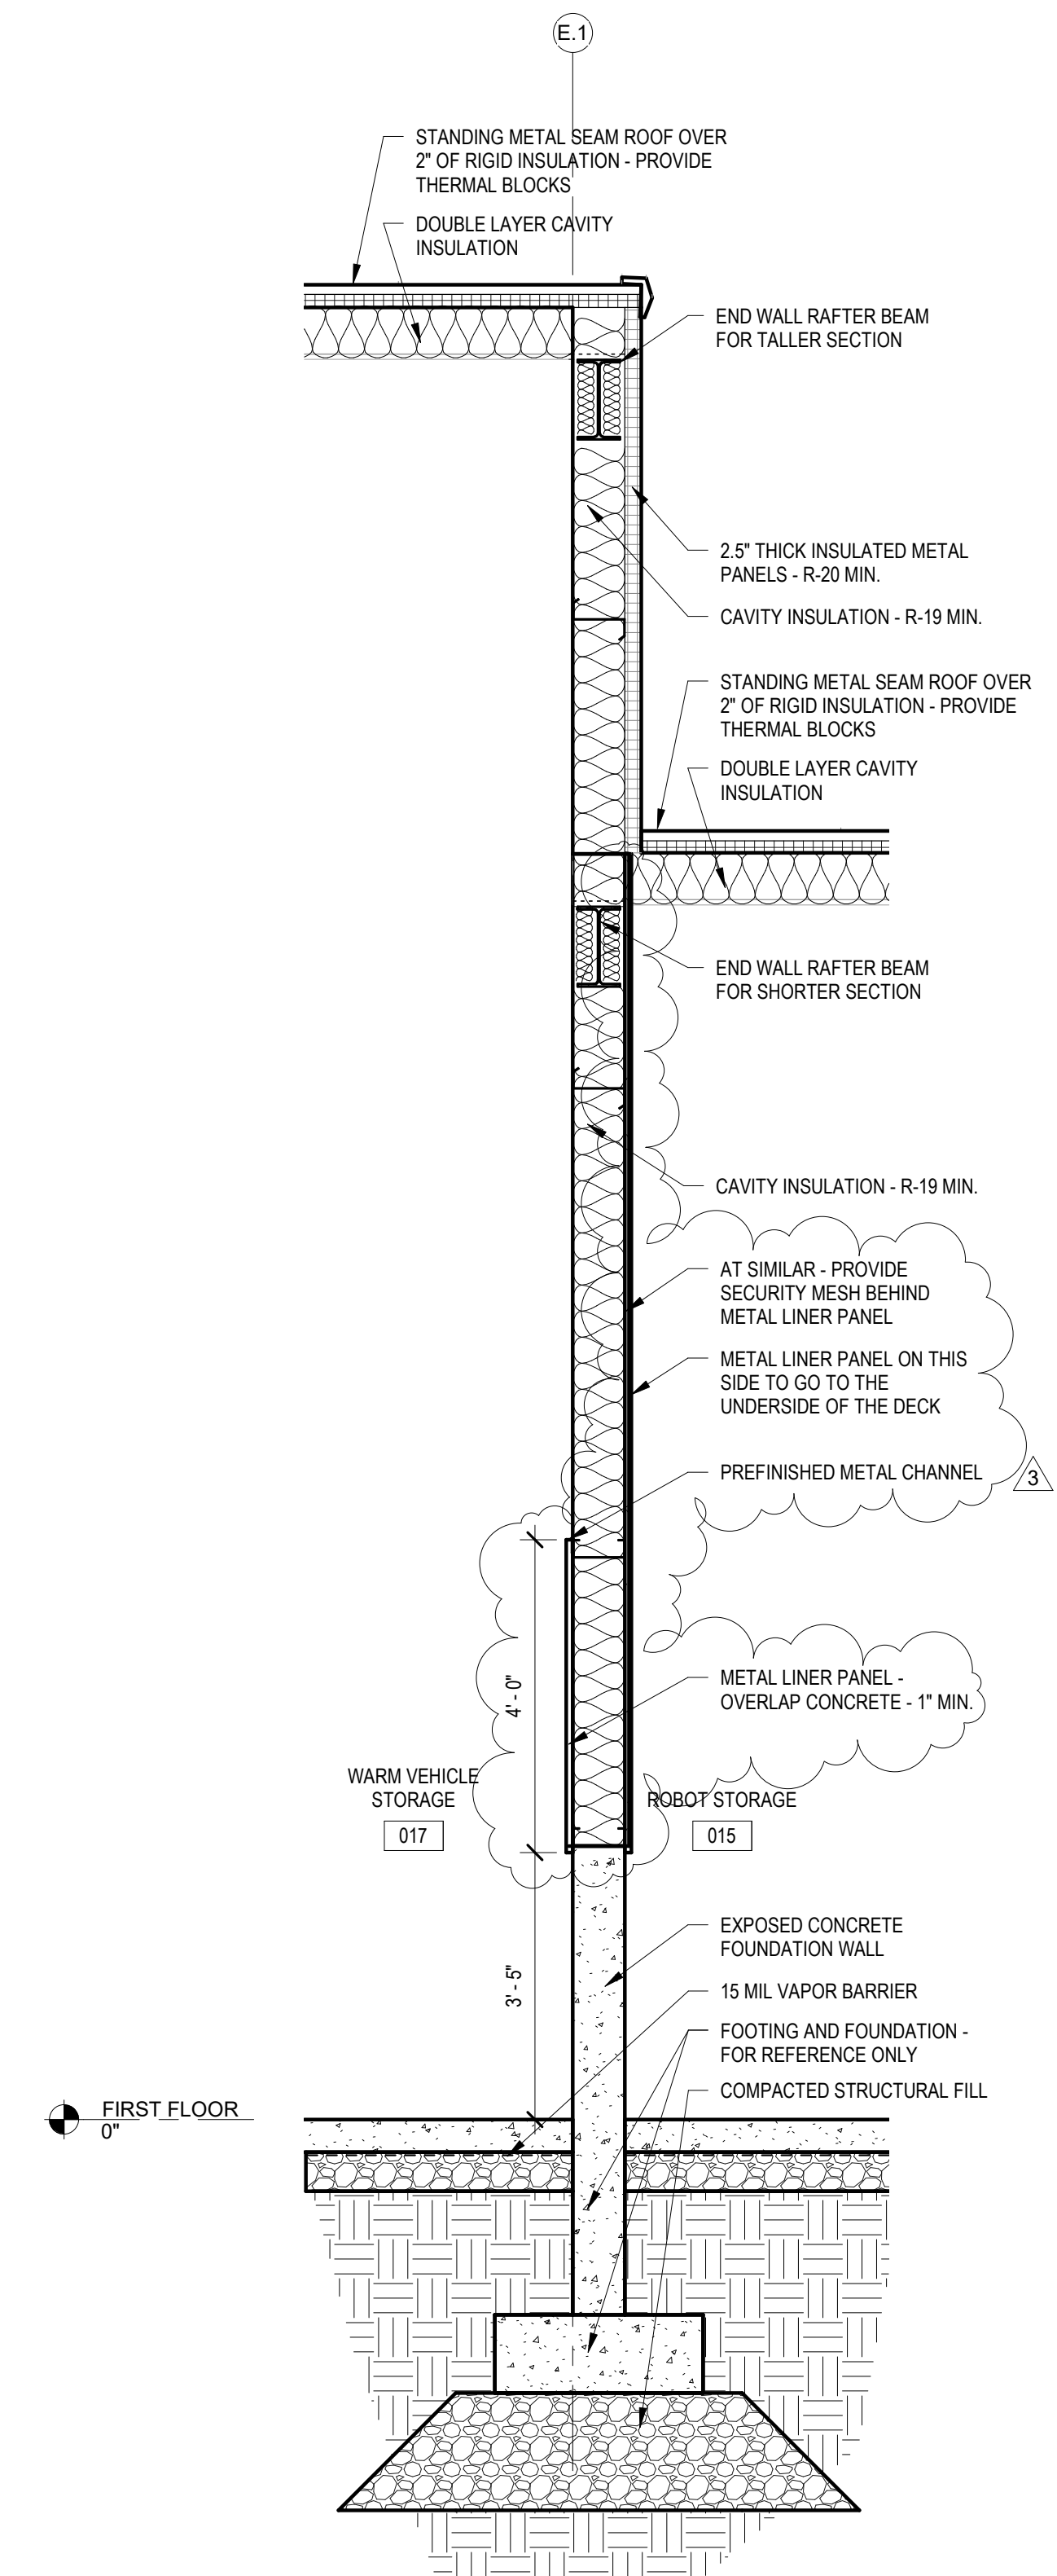 E.1
STANDING METAL SEAM ROOF OVER
2" OF RIGID INSULATION - PROVIDE
THERMAL BLOCKS
DOUBLE LAYER CAVITY
INSULATION
END WALL RAFTER BEAM
FOR TALLER SECTION
2.5" THICK INSULATED METAL
PANELS - R-20 MIN.
CAVITY INSULATION - R-19 MIN.
STANDING METAL SEAM ROOF OVER
2" OF RIGID INSULATION - PROVIDE
THERMAL BLOCKS
DOUBLE LAYER CAVITY
INSULATION
END WALL RAFTER BEAM
FOR SHORTER SECTION
CAVITY INSULATION - R-19 MIN.
AT SIMILAR - PROVIDE
SECURITY MESH BEHIND
METAL LINER PANEL
METAL LINER PANEL ON THIS
SIDE TO GO TO THE
UNDERSIDE OF THE DECK
PREFINISHED METAL CHANNEL
3
METAL LINER PANEL -
OVERLAP CONCRETE - 1" MIN.
4' - 0"
WARM VEHICLE
STORAGE
017
ROBOT STORAGE
015
EXPOSED CONCRETE
FOUNDATION WALL
3' - 5"
15 MIL VAPOR BARRIER
FOOTING AND FOUNDATION -
FOR REFERENCE ONLY
COMPACTED STRUCTURAL FILL
FIRST FLOOR
0"